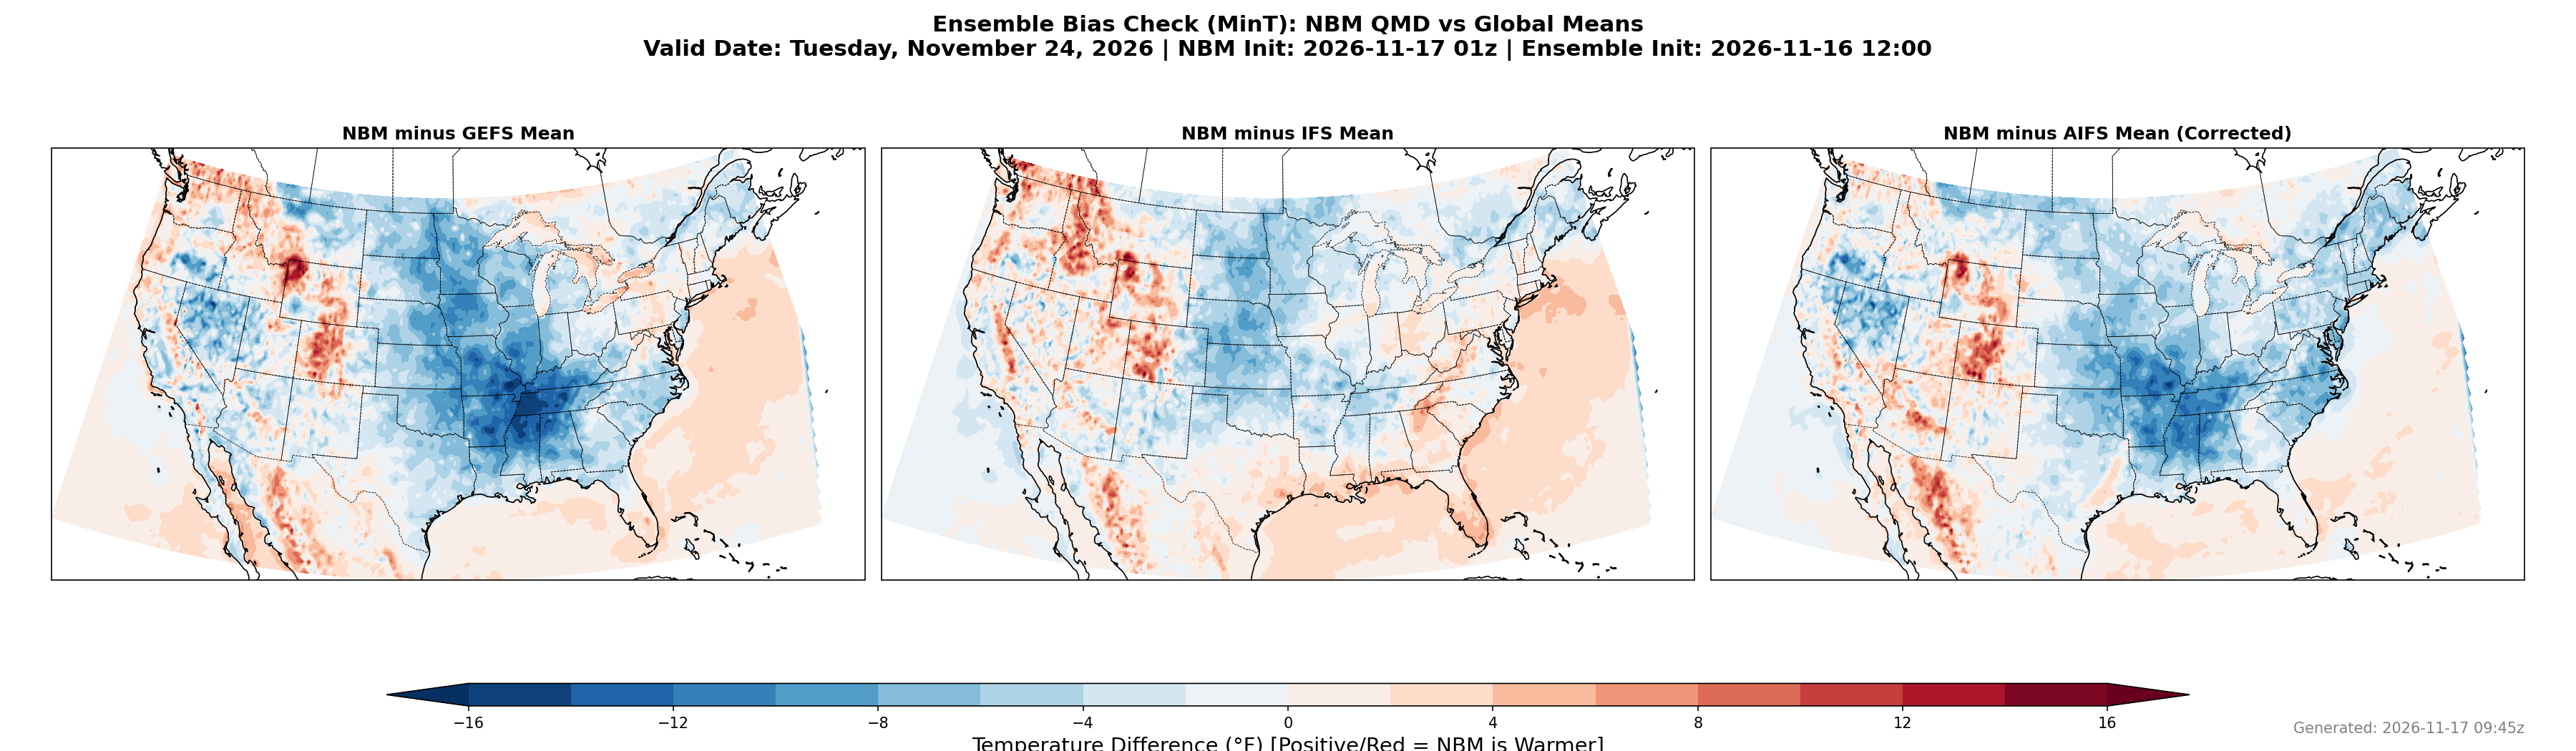 Ensemble Bias Check (MinT): NBM QMD vs Global Means
Valid Date: Tuesday, November 24, 2026 | NBM Init: 2026-11-17 01z | Ensemble Init: 2026-11-16 12:00
NBM minus GEFS Mean
NBM minus IFS Mean
NBM minus AIFS Mean (Corrected)
−16 −12 −8 −4 0 4 8 12 16
Temperature Difference (°F) [Positive/Red = NBM is Warmer]
Generated: 2026-11-17 09:45z